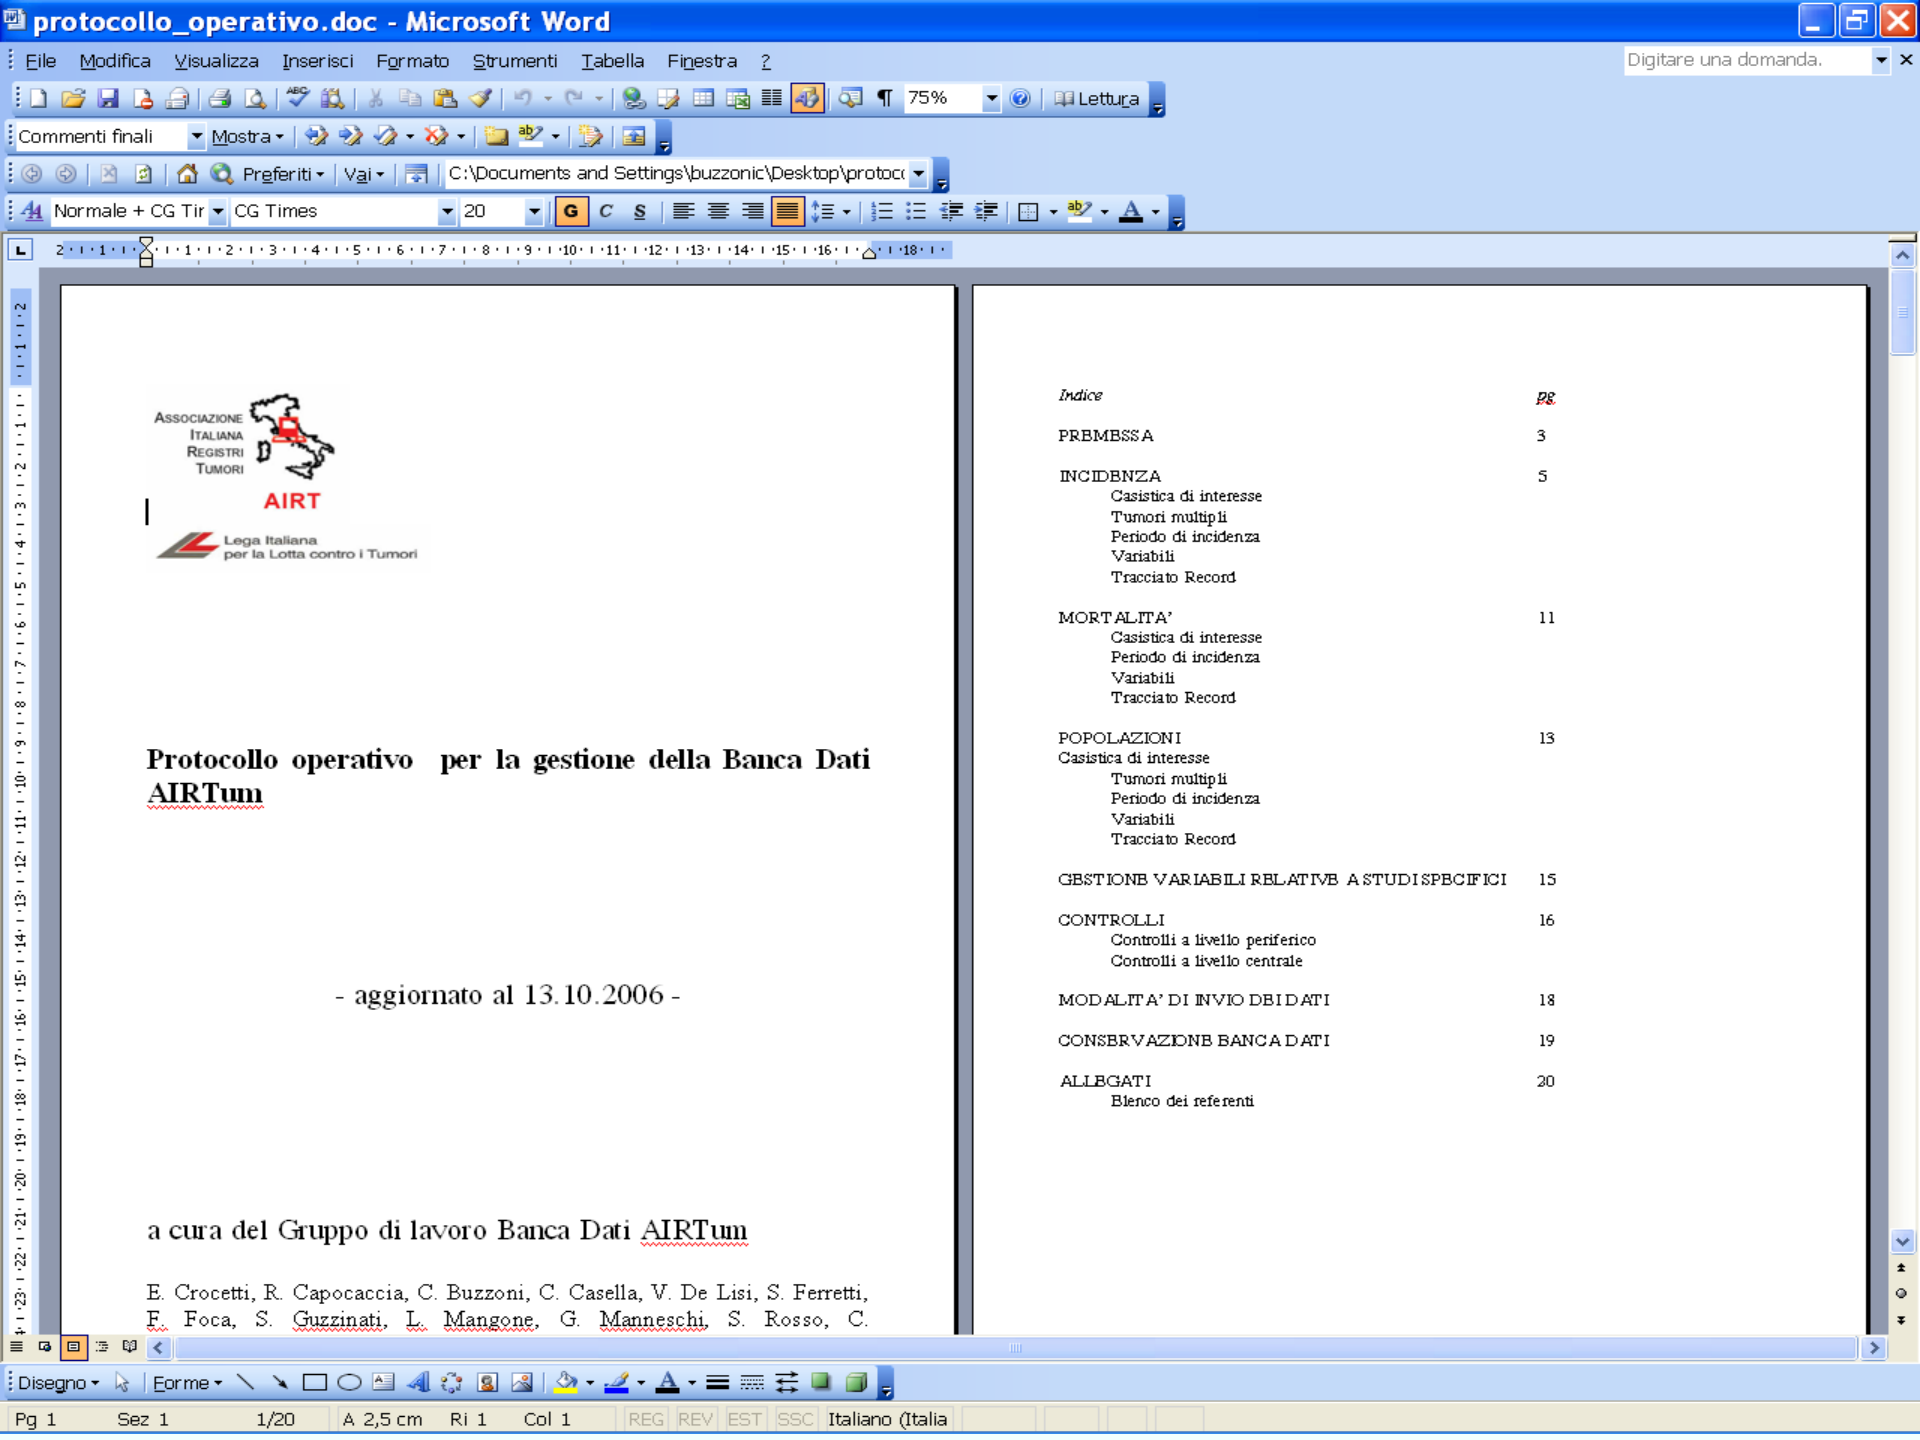 protocollo_operativo.doc - Microsoft Word
File Modifica Visualizza Inserisci Formato Strumenti Tabella Finestra ?
Digitare una domanda.
75%
Lettura
Commenti finali
Mostra
Preferiti
Vai
C:\Documents and Settings\buzzonic\Desktop\protoc
Normale + CG Tir
CG Times
20
G C S
ASSOCIAZIONE
ITALIANA
REGISTRI
TUMORI
AIRT
Lega Italiana
per la Lotta contro i Tumori
Protocollo operativo per la gestione della Banca Dati
AIRTum
- aggiornato al 13.10.2006 -
a cura del Gruppo di lavoro Banca Dati AIRTum
E. Crocetti, R. Capocaccia, C. Buzzoni, C. Casella, V. De Lisi, S. Ferretti,
F. Foca, S. Guzzinati, L. Mangone, G. Manneschi, S. Rosso, C.
Indice pg
PREMESSA 3
INCIDENZA 5
Casistica di interesse
Tumori multipli
Periodo di incidenza
Variabili
Tracciato Record
MORTALITA’ 11
Casistica di interesse
Periodo di incidenza
Variabili
Tracciato Record
POPOLAZIONI 13
Casistica di interesse
Tumori multipli
Periodo di incidenza
Variabili
Tracciato Record
GESTIONE VARIABILI RELATIVE A STUDI SPECIFICI 15
CONTROLLI 16
Controlli a livello periferico
Controlli a livello centrale
MODALITA’ DI INVIO DEI DATI 18
CONSERVAZIONE BANCA DATI 19
ALLEGATI 20
Elenco dei referenti
Disegno
Forme
Pg 1 Sez 1 1/20 A 2,5 cm Ri 1 Col 1 REG REV EST SSC Italiano (Italia